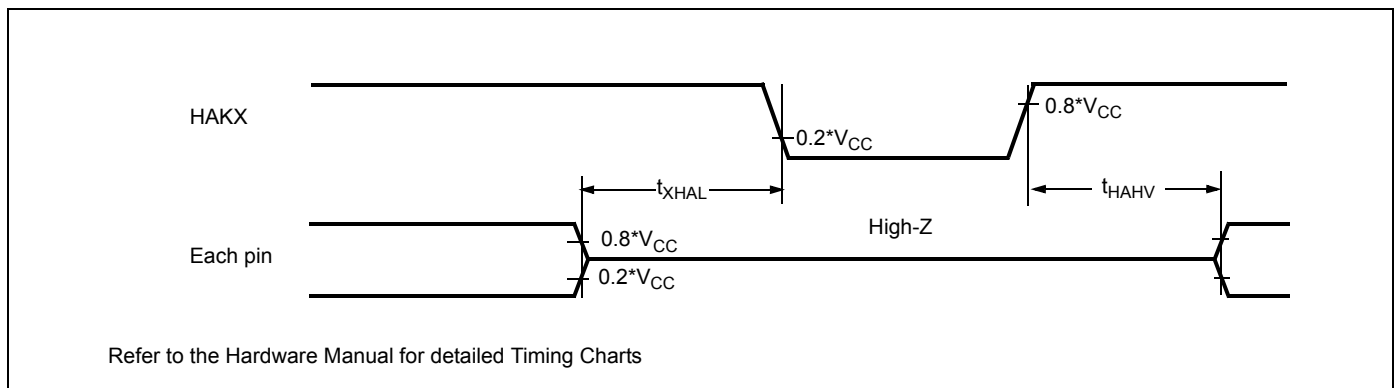 HAKX
0.8*VCC
0.2*VCC
tXHAL
tHAHV
High-Z
Each pin
0.8*VCC
0.2*VCC
Refer to the Hardware Manual for detailed Timing Charts